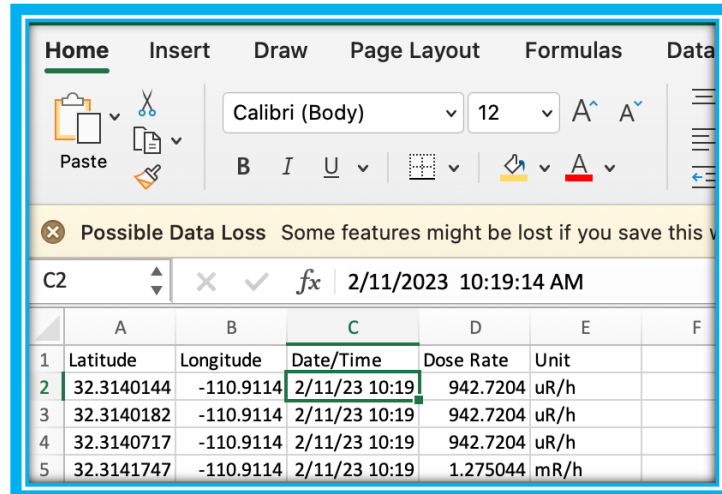 Home Insert Draw Page Layout Formulas Data
Calibri (Body) 12 A A
Paste
B I U A
Possible Data Loss Some features might be lost if you save this
C2 fx 2/11/2023 10:19:14 AM
A B C D E F
1 Latitude Longitude Date/Time Dose Rate Unit
2 32.3140144 -110.9114 2/11/23 10:19 942.7204 uR/h
3 32.3140182 -110.9114 2/11/23 10:19 942.7204 uR/h
4 32.3140717 -110.9114 2/11/23 10:19 942.7204 uR/h
5 32.3141747 -110.9114 2/11/23 10:19 1.275044 mR/h